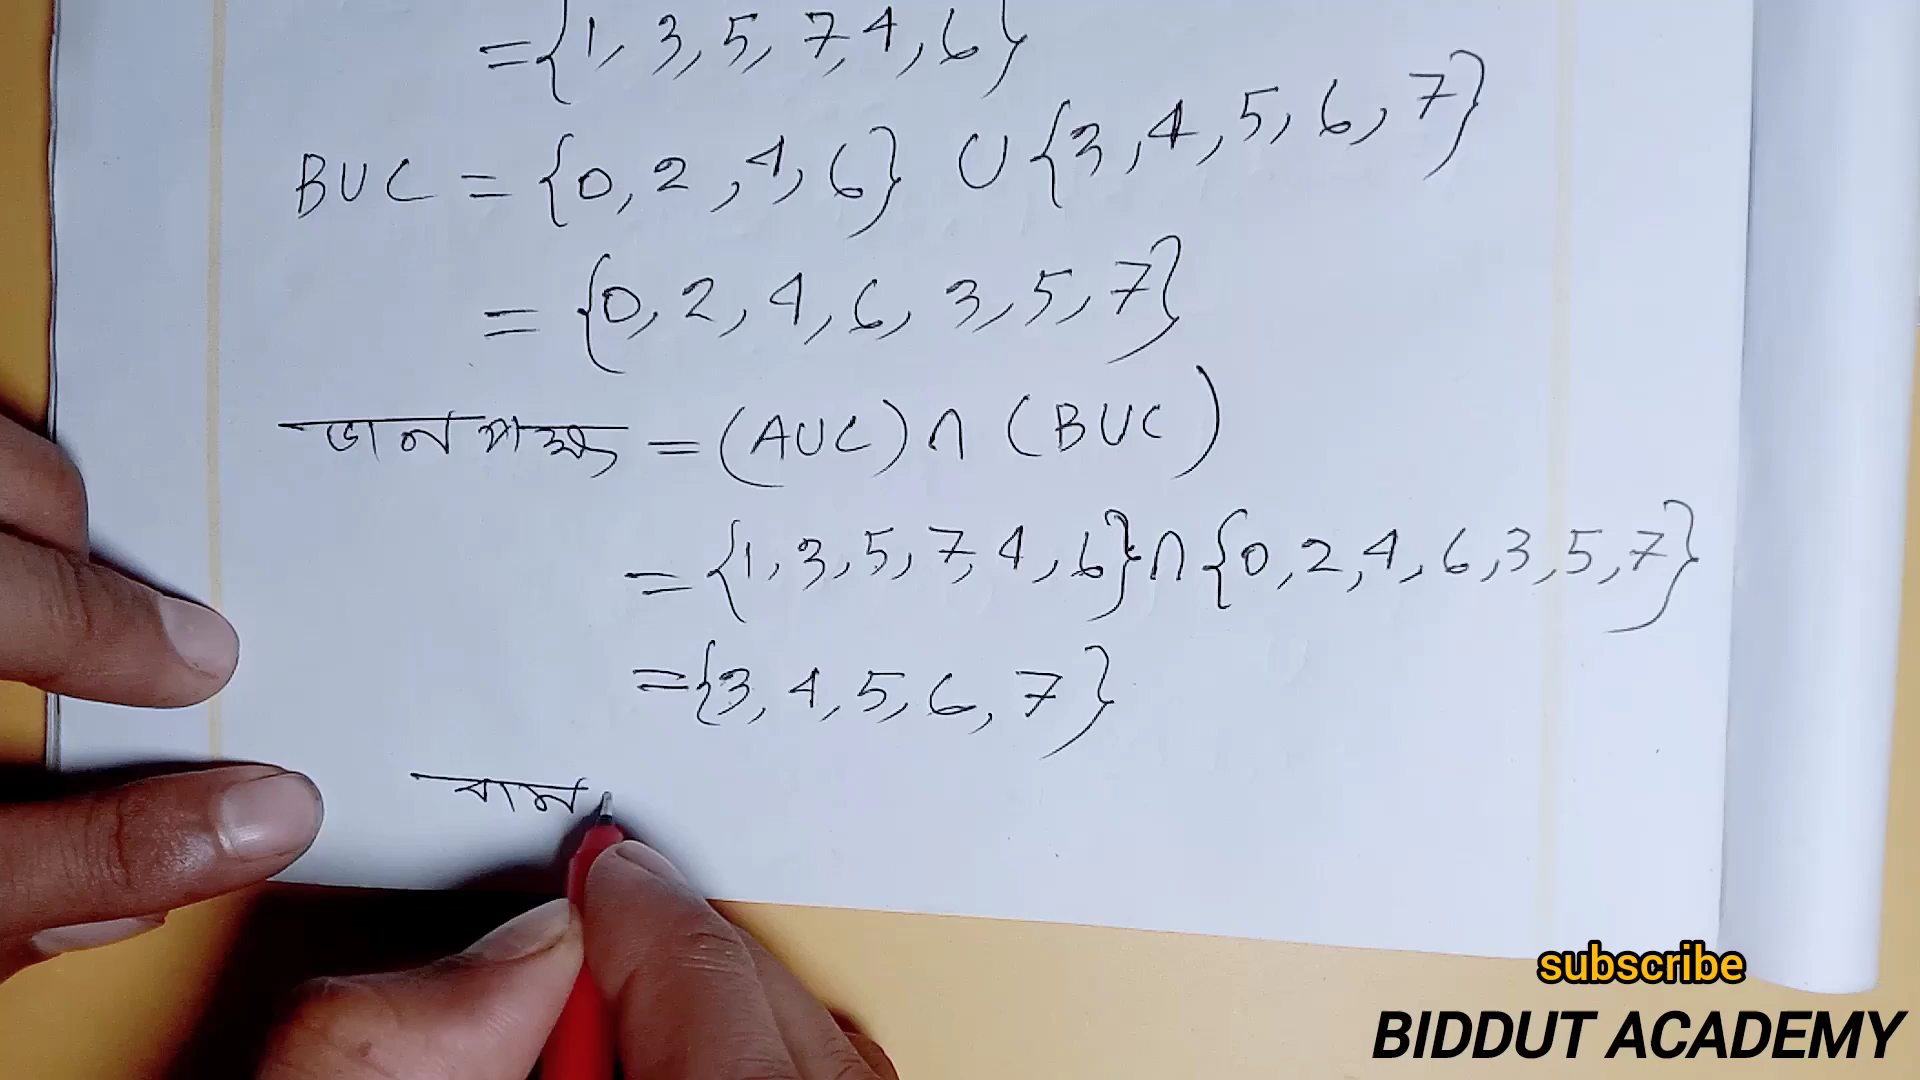 ={1, 3, 5, 7, 4, 6}
BUC = {0, 2, 4, 6} ∪ {3, 4, 5, 6, 7}
= {0, 2, 4, 6, 3, 5, 7}
ডানপক্ষ = (AUC) ∩ (BUC)
= {1, 3, 5, 7, 4, 6} ∩ {0, 2, 4, 6, 3, 5, 7}
= {3, 4, 5, 6, 7}
বাম
subscribe
BIDDUT ACADEMY